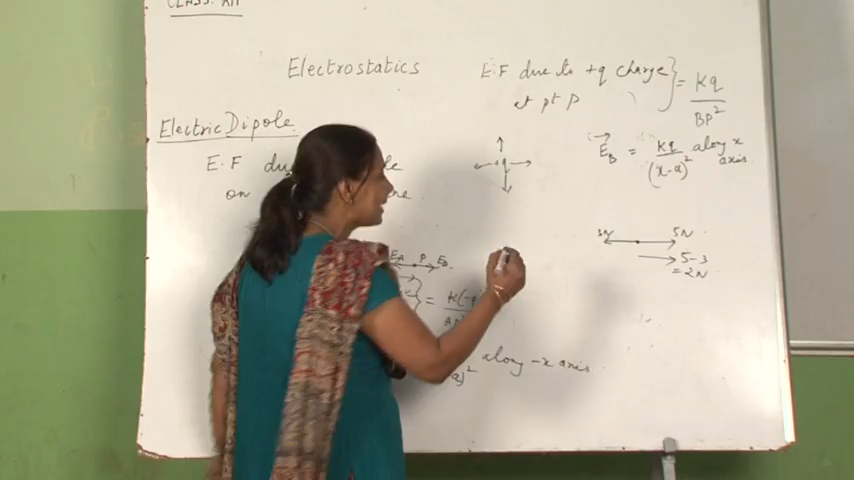 CLASS: XII
Electrostatics
Electric Dipole
E.F
on
E.F due to +q charge
at pt P } = Kq / BP²
E_B = Kq / (x-a)² along x axis
+q
3N 5N
5-3
= 2N
E_A P E_B
} = K(-q
a)² along -x axis